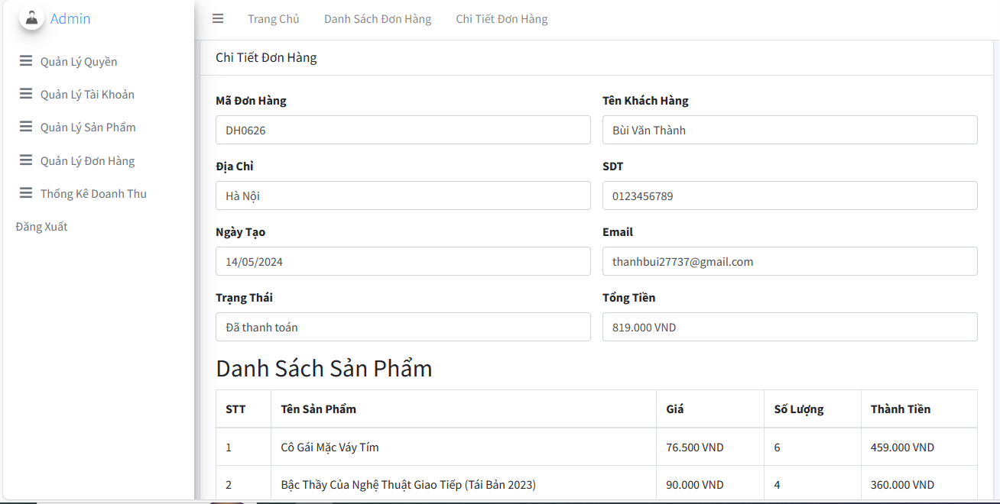 Admin
Quản Lý Quyền
Quản Lý Tài Khoản
Quản Lý Sản Phẩm
Quản Lý Đơn Hàng
Thống Kê Doanh Thu
Đăng Xuất
Trang Chủ Danh Sách Đơn Hàng Chi Tiết Đơn Hàng
Chi Tiết Đơn Hàng
Mã Đơn Hàng Tên Khách Hàng
DH0626 Bùi Văn Thành
Địa Chỉ SDT
Hà Nội 0123456789
Ngày Tạo Email
14/05/2024 thanhbui27737@gmail.com
Trạng Thái Tổng Tiền
Đã thanh toán 819.000 VND
Danh Sách Sản Phẩm
STT Tên Sản Phẩm Giá Số Lượng Thành Tiền
1 Cô Gái Mặc Váy Tím 76.500 VND 6 459.000 VND
2 Bậc Thầy Của Nghệ Thuật Giao Tiếp (Tái Bản 2023) 90.000 VND 4 360.000 VND